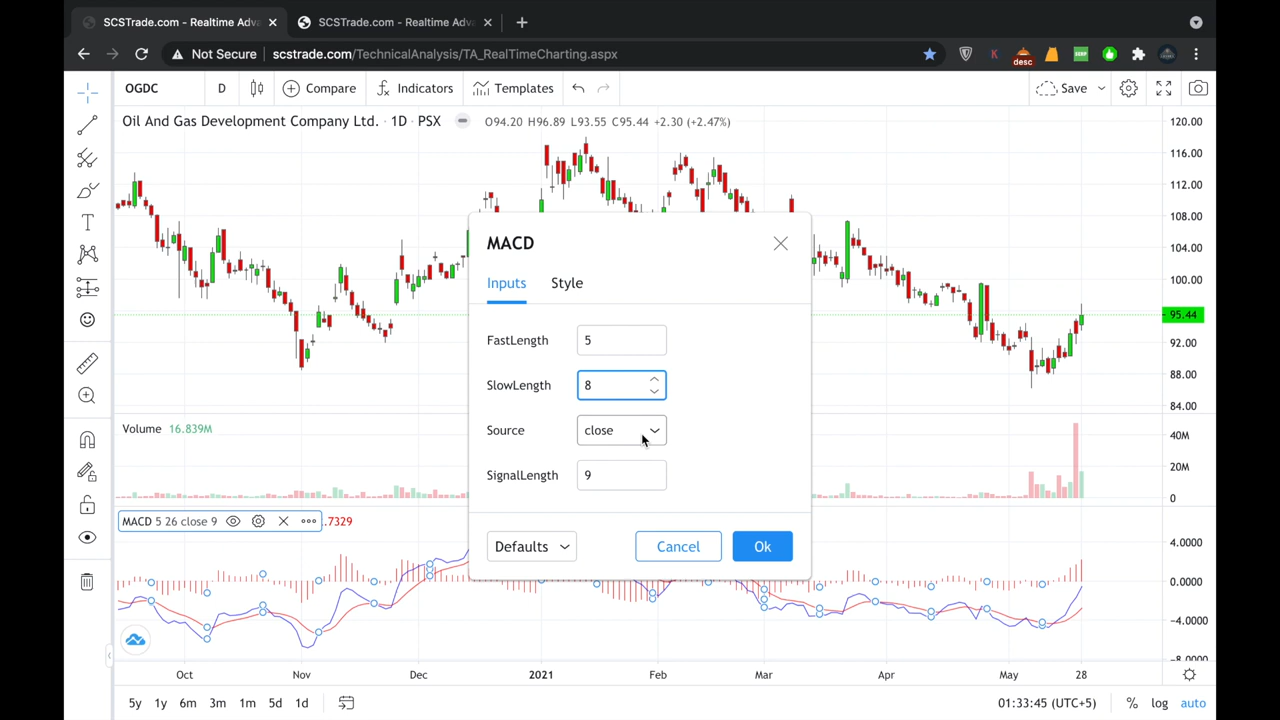 SCSTrade.com - Realtime Adva
SCSTrade.com - Realtime Adva
Not Secure
scstrade.com/TechnicalAnalysis/TA_RealTimeCharting.aspx
K
desc
OGDC
D
Compare
Indicators
Templates
Save
Oil And Gas Development Company Ltd. · 1D · PSX
O94.20 H96.89 L93.55 C95.44 +2.30 (+2.47%)
120.00
116.00
112.00
108.00
104.00
100.00
95.44
92.00
88.00
84.00
MACD
Inputs
Style
FastLength
5
SlowLength
8
Source
close
SignalLength
9
Defaults
Cancel
Ok
Volume 16.839M
40M
20M
0
MACD 5 26 close 9
.7329
4.0000
0.0000
-4.0000
-8.0000
Oct
Nov
Dec
2021
Feb
Mar
Apr
May
28
5y
1y
6m
3m
1m
5d
1d
01:33:45 (UTC+5)
%
log
auto